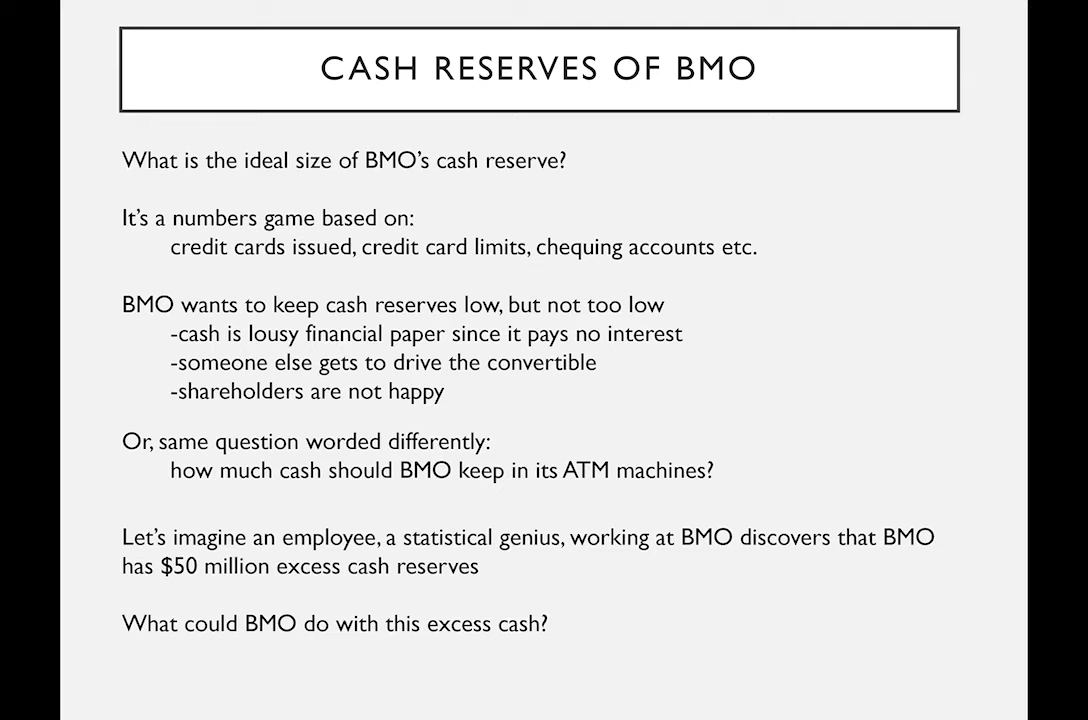 CASH RESERVES OF BMO
What is the ideal size of BMO's cash reserve?
It's a numbers game based on:
credit cards issued, credit card limits, chequing accounts etc.
BMO wants to keep cash reserves low, but not too low
-cash is lousy financial paper since it pays no interest
-someone else gets to drive the convertible
-shareholders are not happy
Or, same question worded differently:
how much cash should BMO keep in its ATM machines?
Let's imagine an employee, a statistical genius, working at BMO discovers that BMO
has $50 million excess cash reserves
What could BMO do with this excess cash?